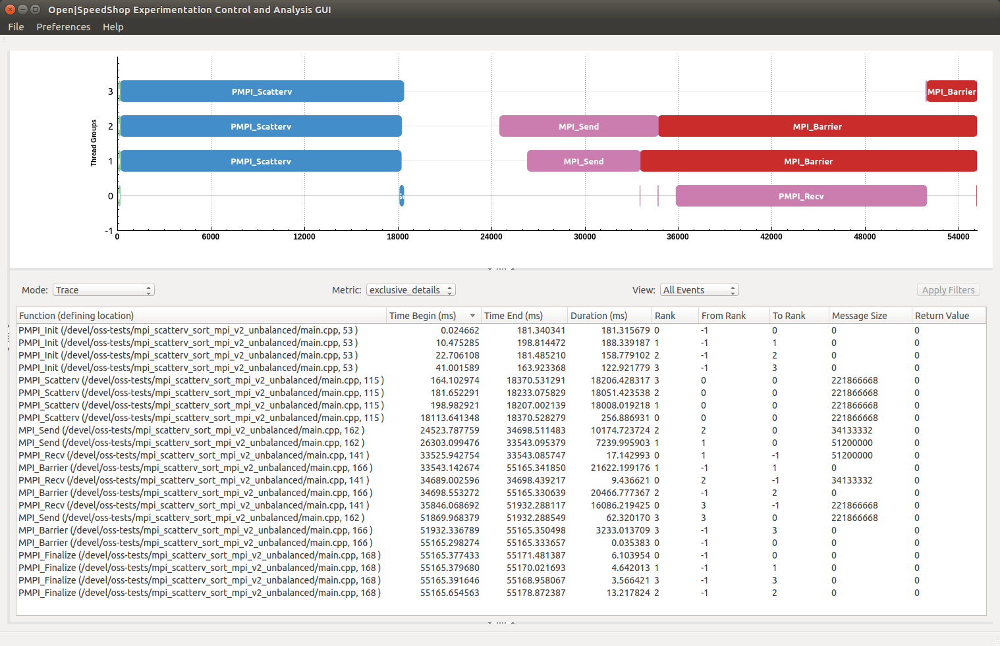 Open|SpeedShop Experimentation Control and Analysis GUI
File Preferences Help
3 PMPI_Scatterv MPI_Barrier
2 PMPI_Scatterv MPI_Send MPI_Barrier
Thread Groups
1 PMPI_Scatterv MPI_Send MPI_Barrier
0 PMPI_Recv
-1
0 6000 12000 18000 24000 30000 36000 42000 48000 54000
Mode: Trace Metric: exclusive_details View: All Events Apply Filters
Function (defining location) Time Begin (ms) Time End (ms) Duration (ms) Rank From Rank To Rank Message Size Return Value
PMPI_Init (/devel/oss-tests/mpi_scatterv_sort_mpi_v2_unbalanced/main.cpp, 53 ) 0.024662 181.340341 181.315679 0 -1 0 0 0
PMPI_Init (/devel/oss-tests/mpi_scatterv_sort_mpi_v2_unbalanced/main.cpp, 53 ) 10.475285 198.814472 188.339187 1 -1 1 0 0
PMPI_Init (/devel/oss-tests/mpi_scatterv_sort_mpi_v2_unbalanced/main.cpp, 53 ) 22.706108 181.485210 158.779102 2 -1 2 0 0
PMPI_Init (/devel/oss-tests/mpi_scatterv_sort_mpi_v2_unbalanced/main.cpp, 53 ) 41.001589 163.923368 122.921779 3 -1 3 0 0
PMPI_Scatterv (/devel/oss-tests/mpi_scatterv_sort_mpi_v2_unbalanced/main.cpp, 115 ) 164.102974 18370.531291 18206.428317 3 0 0 221866668 0
PMPI_Scatterv (/devel/oss-tests/mpi_scatterv_sort_mpi_v2_unbalanced/main.cpp, 115 ) 181.652291 18233.075829 18051.423538 2 0 0 221866668 0
PMPI_Scatterv (/devel/oss-tests/mpi_scatterv_sort_mpi_v2_unbalanced/main.cpp, 115 ) 198.982921 18207.002139 18008.019218 1 0 0 221866668 0
PMPI_Scatterv (/devel/oss-tests/mpi_scatterv_sort_mpi_v2_unbalanced/main.cpp, 115 ) 18113.641348 18370.528279 256.886931 0 0 0 221866668 0
MPI_Send (/devel/oss-tests/mpi_scatterv_sort_mpi_v2_unbalanced/main.cpp, 162 ) 24523.787759 34698.511483 10174.723724 2 2 0 34133332 0
MPI_Send (/devel/oss-tests/mpi_scatterv_sort_mpi_v2_unbalanced/main.cpp, 162 ) 26303.099476 33543.095379 7239.995903 1 1 0 51200000 0
PMPI_Recv (/devel/oss-tests/mpi_scatterv_sort_mpi_v2_unbalanced/main.cpp, 141 ) 33525.942754 33543.085747 17.142993 0 1 -1 51200000 0
MPI_Barrier (/devel/oss-tests/mpi_scatterv_sort_mpi_v2_unbalanced/main.cpp, 166 ) 33543.142674 55165.341850 21622.199176 1 -1 1 0 0
PMPI_Recv (/devel/oss-tests/mpi_scatterv_sort_mpi_v2_unbalanced/main.cpp, 141 ) 34689.002596 34698.439217 9.436621 0 2 -1 34133332 0
MPI_Barrier (/devel/oss-tests/mpi_scatterv_sort_mpi_v2_unbalanced/main.cpp, 166 ) 34698.553272 55165.330639 20466.777367 2 -1 2 0 0
PMPI_Recv (/devel/oss-tests/mpi_scatterv_sort_mpi_v2_unbalanced/main.cpp, 141 ) 35846.068692 51932.288117 16086.219425 0 3 -1 221866668 0
MPI_Send (/devel/oss-tests/mpi_scatterv_sort_mpi_v2_unbalanced/main.cpp, 162 ) 51869.968379 51932.288549 62.320170 3 3 0 221866668 0
MPI_Barrier (/devel/oss-tests/mpi_scatterv_sort_mpi_v2_unbalanced/main.cpp, 166 ) 51932.336789 55165.350498 3233.013709 3 -1 3 0 0
MPI_Barrier (/devel/oss-tests/mpi_scatterv_sort_mpi_v2_unbalanced/main.cpp, 166 ) 55165.298274 55165.333657 0.035383 0 -1 0 0 0
PMPI_Finalize (/devel/oss-tests/mpi_scatterv_sort_mpi_v2_unbalanced/main.cpp, 168 ) 55165.377433 55171.481387 6.103954 0 -1 0 0 0
PMPI_Finalize (/devel/oss-tests/mpi_scatterv_sort_mpi_v2_unbalanced/main.cpp, 168 ) 55165.379680 55170.021693 4.642013 1 -1 1 0 0
PMPI_Finalize (/devel/oss-tests/mpi_scatterv_sort_mpi_v2_unbalanced/main.cpp, 168 ) 55165.391646 55168.958067 3.566421 3 -1 3 0 0
PMPI_Finalize (/devel/oss-tests/mpi_scatterv_sort_mpi_v2_unbalanced/main.cpp, 168 ) 55165.654563 55178.872387 13.217824 2 -1 2 0 0